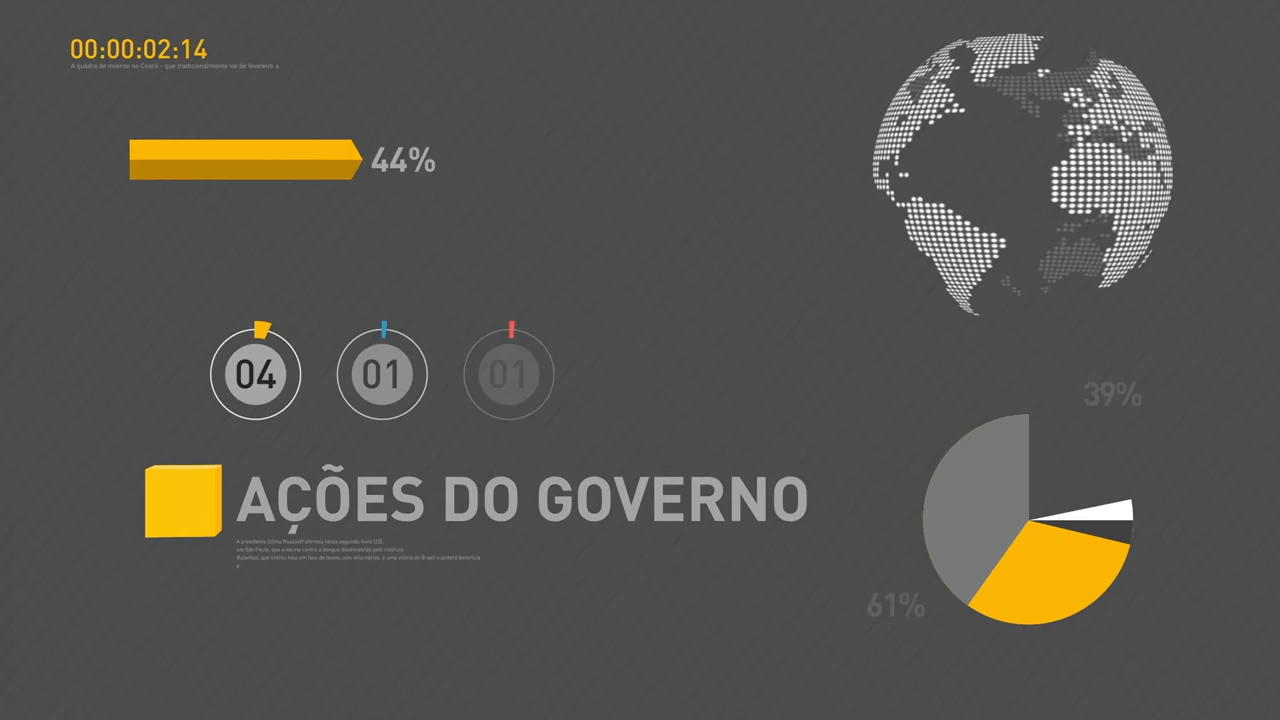 00:00:02:14
A quadra de inverno no Ceará – que tradicionalmente vai de fevereiro a
44%
04
01
01
39%
AÇÕES DO GOVERNO
A presidenta Dilma Rousseff afirmou nesta segunda-feira (23),
em São Paulo, que a vacina contra a dengue desenvolvida pelo Instituto
Butantan, que entrou hoje em fase de testes com voluntários, é uma vitória do Brasil e poderá beneficia
61%